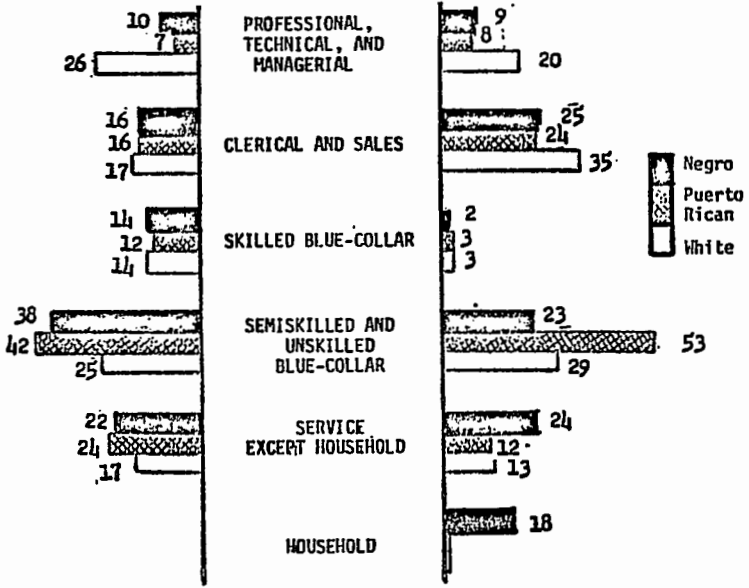 10 PROFESSIONAL, 9
7 TECHNICAL, AND 8
26 MANAGERIAL 20
16 25
16 CLERICAL AND SALES 24
17 35
Negro
Puerto
Rican
White
14 2
12 SKILLED BLUE-COLLAR 3
14 3
38 SEMISKILLED AND 23
42 UNSKILLED 53
25 BLUE-COLLAR 29
22 SERVICE 24
24 EXCEPT HOUSEHOLD 12
17 13
18
HOUSEHOLD